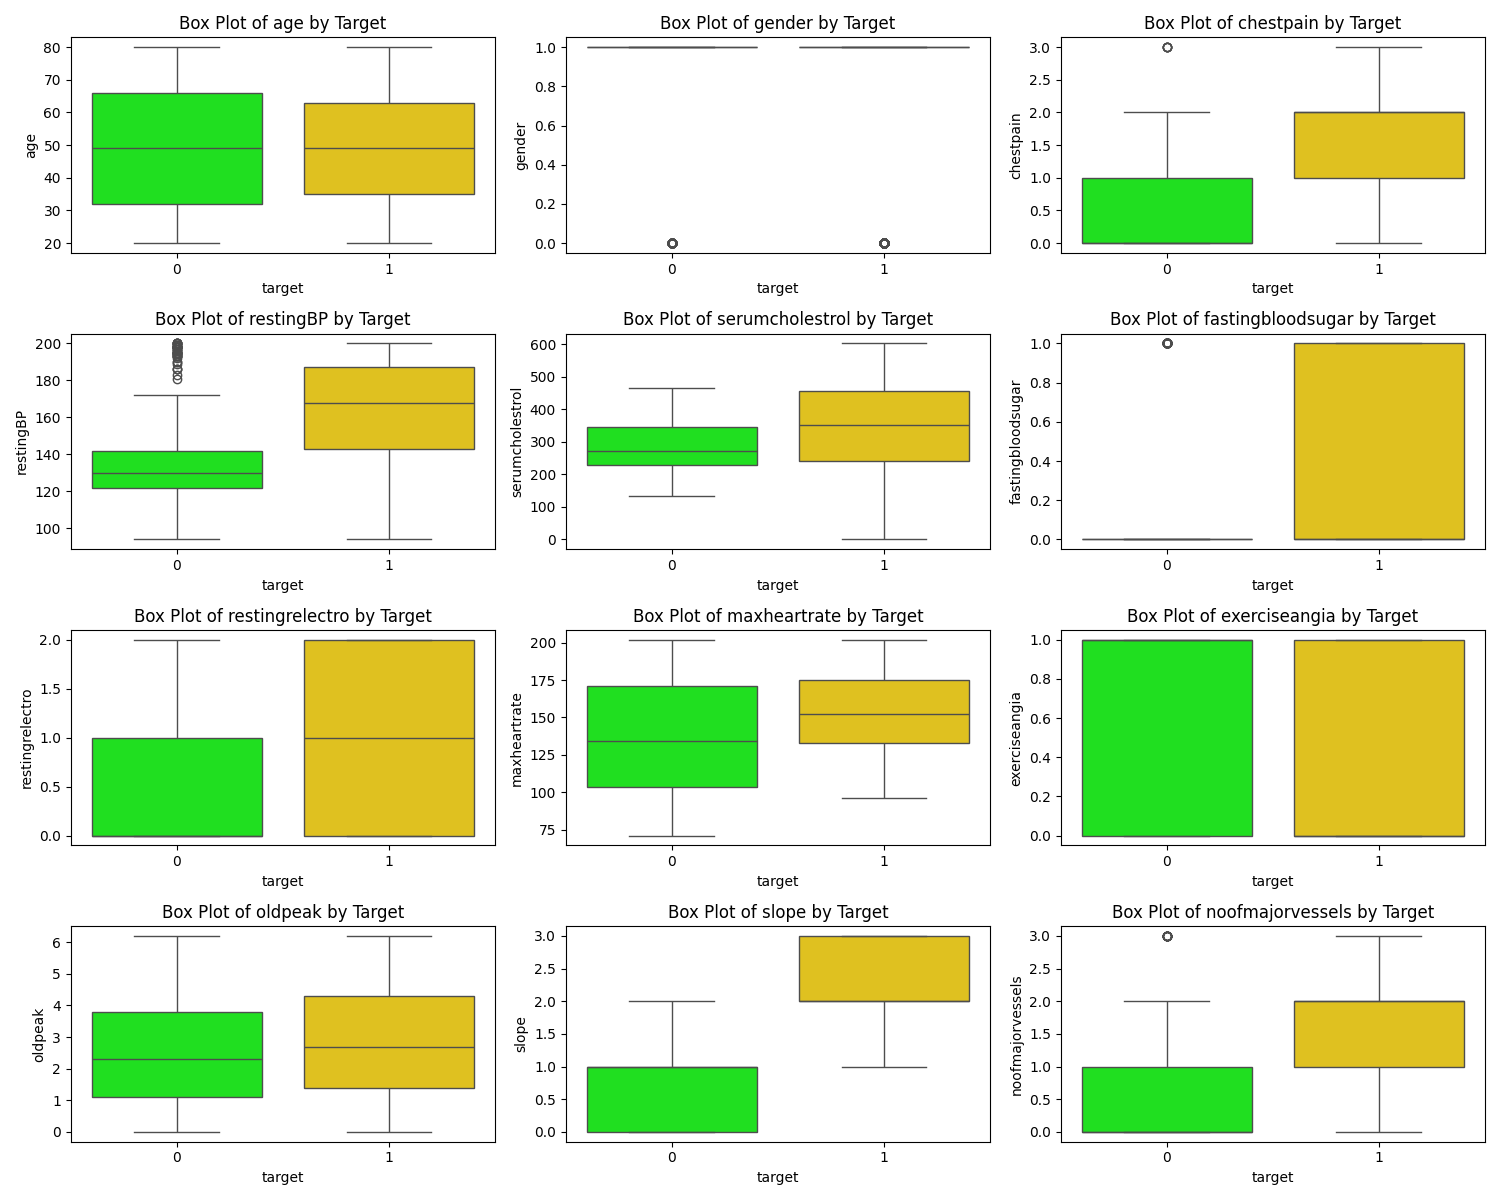 Box Plot of age by Target
Box Plot of gender by Target
Box Plot of chestpain by Target
age
80
70
60
50
40
30
20
0
1
target
gender
1.0
0.8
0.6
0.4
0.2
0.0
0
1
target
chestpain
3.0
2.5
2.0
1.5
1.0
0.5
0.0
0
1
target
Box Plot of restingBP by Target
Box Plot of serumcholestrol by Target
Box Plot of fastingbloodsugar by Target
restingBP
200
180
160
140
120
100
0
1
target
serumcholestrol
600
500
400
300
200
100
0
0
1
target
fastingbloodsugar
1.0
0.8
0.6
0.4
0.2
0.0
0
1
target
Box Plot of restingrelectro by Target
Box Plot of maxheartrate by Target
Box Plot of exerciseangia by Target
restingrelectro
2.0
1.5
1.0
0.5
0.0
0
1
target
maxheartrate
200
175
150
125
100
75
0
1
target
exerciseangia
1.0
0.8
0.6
0.4
0.2
0.0
0
1
target
Box Plot of oldpeak by Target
Box Plot of slope by Target
Box Plot of noofmajorvessels by Target
oldpeak
6
5
4
3
2
1
0
0
1
target
slope
3.0
2.5
2.0
1.5
1.0
0.5
0.0
0
1
target
noofmajorvessels
3.0
2.5
2.0
1.5
1.0
0.5
0.0
0
1
target